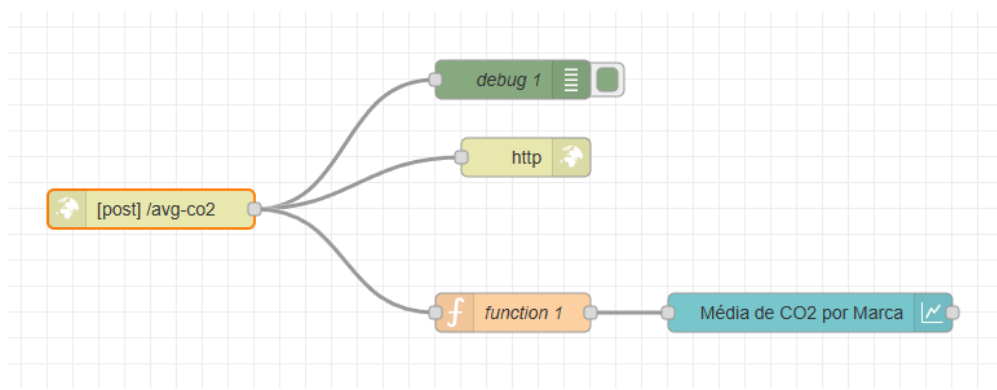 debug 1
http
[post] /avg-co2
function 1
Média de CO2 por Marca